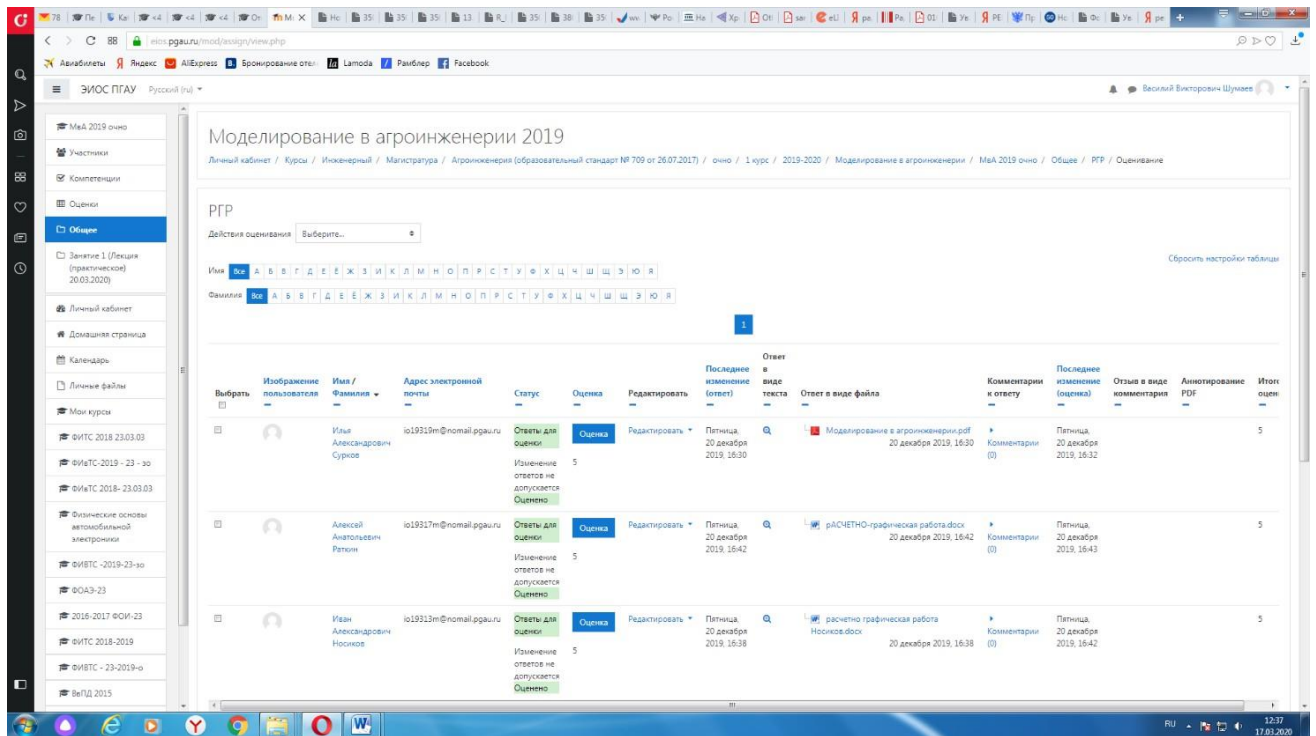 eios.pgau.ru/mod/assign/view.php
Авиабилеты Яндекс AliExpress Бронирование отел Lamoda Рамблер Facebook
ЭИОС ПГАУ Русский (ru)
Василий Викторович Шумаев
МвА 2019 очно
Участники
Компетенции
Оценки
Общее
Занятие 1 (Лекция
(практическое)
20.03.2020)
Личный кабинет
Домашняя страница
Календарь
Личные файлы
Мои курсы
ФИТС 2018 23.03.03
ФИвТС-2019 - 23 - зо
ФИвТС 2018- 23.03.03
Физические основы
автомобильной
электроники
ФИВТС -2019-23-зо
ФОАЭ-23
2016-2017 ФОИ-23
ФИТС 2018-2019
ФИВТС - 23-2019-о
ВвПД 2015
Моделирование в агроинженерии 2019
Личный кабинет / Курсы / Инженерный / Магистратура / Агроинженерия (образовательный стандарт № 709 от 26.07.2017) / очно / 1 курс / 2019-2020 / Моделирование в агроинженерии / МвА 2019 очно / Общее / РГР / Оценивание
РГР
Действия оценивания Выберите...
Сбросить настройки таблицы
Имя Все А Б В Г Д Е Ё Ж З И К Л М Н О П Р С Т У Ф Х Ц Ч Ш Щ Э Ю Я
Фамилия Все А Б В Г Д Е Ё Ж З И К Л М Н О П Р С Т У Ф Х Ц Ч Ш Щ Э Ю Я
1
Выбрать
Изображение
пользователя
Имя /
Фамилия
Адрес электронной
почты
Статус
Оценка
Редактировать
Последнее
изменение
(ответ)
Ответ
в
виде
текста
Ответ в виде файла
Комментарии
к ответу
Последнее
изменение
(оценка)
Отзыв в виде
комментария
Аннотирование
PDF
Итого
оцен
Илья
Александрович
Сурков
io19319m@nomail.pgau.ru
Ответы для
оценки
Изменение
ответов не
допускается
Оценено
Оценка
5
Редактировать
Пятница,
20 декабря
2019, 16:30
Моделирование в агроинженерии.pdf
20 декабря 2019, 16:30
Комментарии
(0)
Пятница,
20 декабря
2019, 16:32
5
Алексей
Анатольевич
Раткин
io19317m@nomail.pgau.ru
Ответы для
оценки
Изменение
ответов не
допускается
Оценено
Оценка
5
Редактировать
Пятница,
20 декабря
2019, 16:42
рАСЧЕТНО-графическая работа.docx
20 декабря 2019, 16:42
Комментарии
(0)
Пятница,
20 декабря
2019, 16:43
5
Иван
Александрович
Носиков
io19313m@nomail.pgau.ru
Ответы для
оценки
Изменение
ответов не
допускается
Оценено
Оценка
5
Редактировать
Пятница,
20 декабря
2019, 16:38
расчетно графическая работа
Носиков.docx
20 декабря 2019, 16:38
Комментарии
(0)
Пятница,
20 декабря
2019, 16:42
5
RU
12:37
17.03.2020